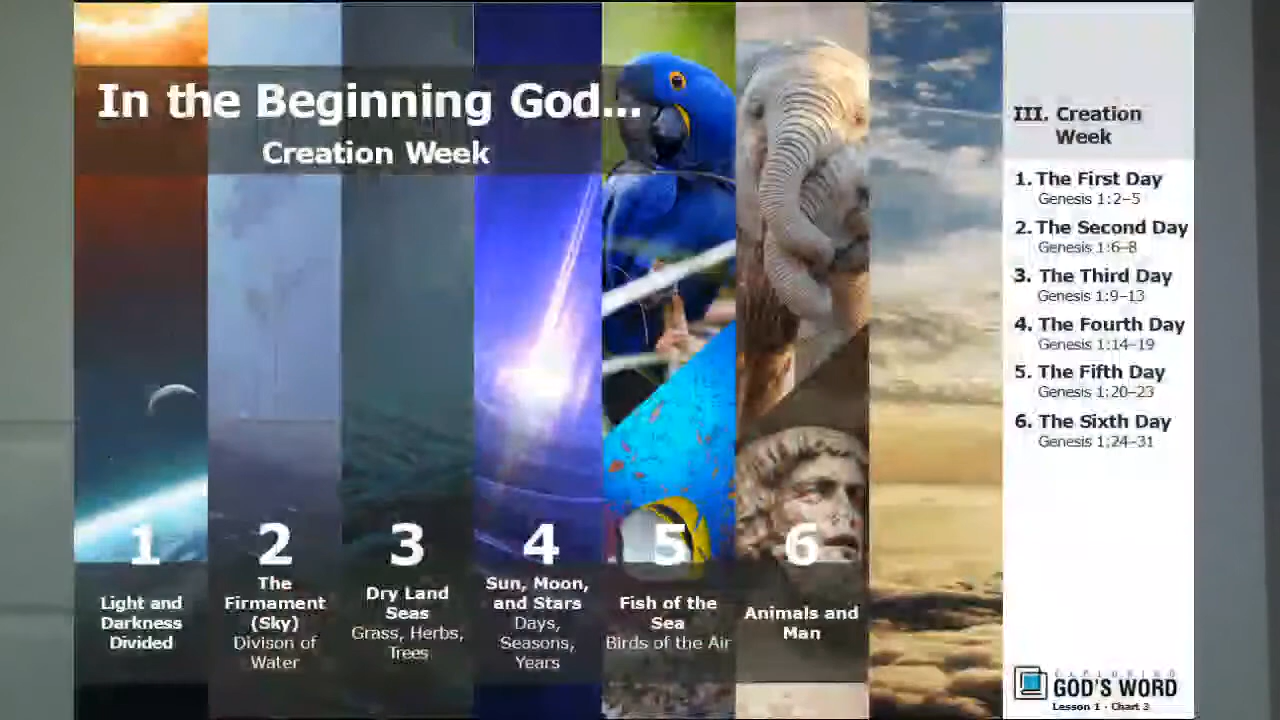 In the Beginning God...
Creation Week
1
Light and
Darkness
Divided
2
The
Firmament
(Sky)
Divison of
Water
3
Dry Land
Seas
Grass, Herbs,
Trees
4
Sun, Moon,
and Stars
Days,
Seasons,
Years
5
Fish of the
Sea
Birds of the Air
6
Animals and
Man
III. Creation
Week
1. The First Day
Genesis 1:2–5
2. The Second Day
Genesis 1:6–8
3. The Third Day
Genesis 1:9–13
4. The Fourth Day
Genesis 1:14–19
5. The Fifth Day
Genesis 1:20–23
6. The Sixth Day
Genesis 1:24–31
EXPLORING
GOD'S WORD
Lesson 1 · Chart 3